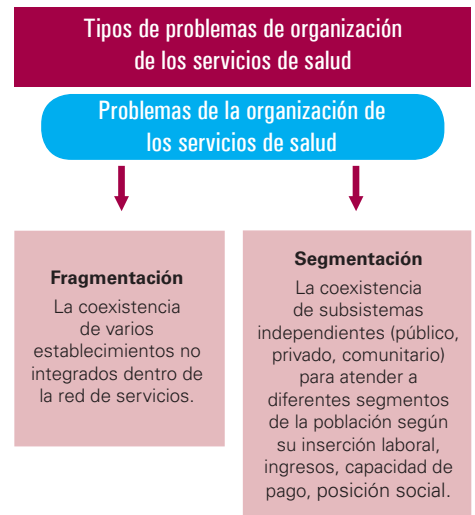 Tipos de problemas de organización
de los servicios de salud
Problemas de la organización de
los servicios de salud
Fragmentación
La coexistencia
de varios
establecimientos no
integrados dentro de
la red de servicios.
Segmentación
La coexistencia
de subsistemas
independientes (público,
privado, comunitario)
para atender a
diferentes segmentos
de la población según
su inserción laboral,
ingresos, capacidad de
pago, posición social.